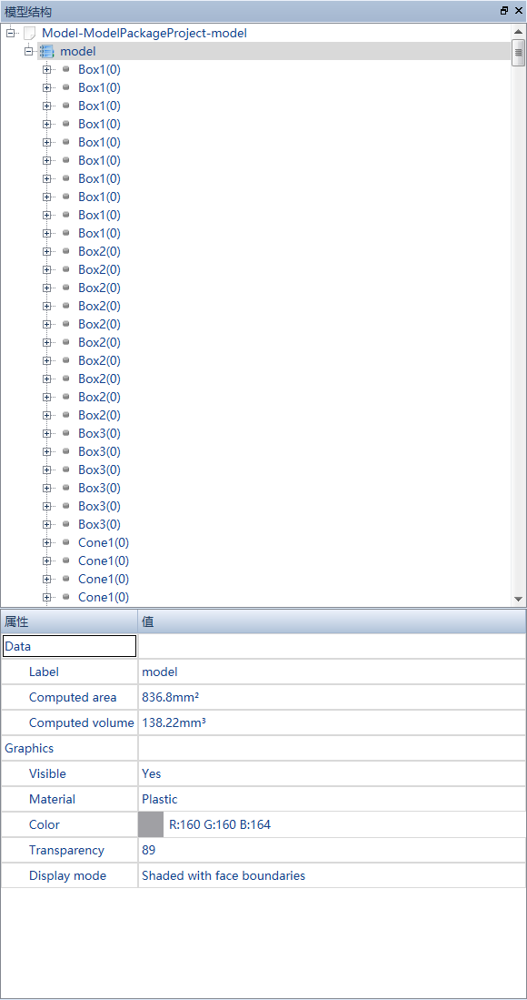 模型结构
Model-ModelPackageProject-model
model
Box1(0)
Box1(0)
Box1(0)
Box1(0)
Box1(0)
Box1(0)
Box1(0)
Box1(0)
Box1(0)
Box1(0)
Box2(0)
Box2(0)
Box2(0)
Box2(0)
Box2(0)
Box2(0)
Box2(0)
Box2(0)
Box2(0)
Box2(0)
Box3(0)
Box3(0)
Box3(0)
Box3(0)
Box3(0)
Box3(0)
Cone1(0)
Cone1(0)
Cone1(0)
Cone1(0)
属性 值
Data
Label model
Computed area 836.8mm²
Computed volume 138.22mm³
Graphics
Visible Yes
Material Plastic
Color R:160 G:160 B:164
Transparency 89
Display mode Shaded with face boundaries